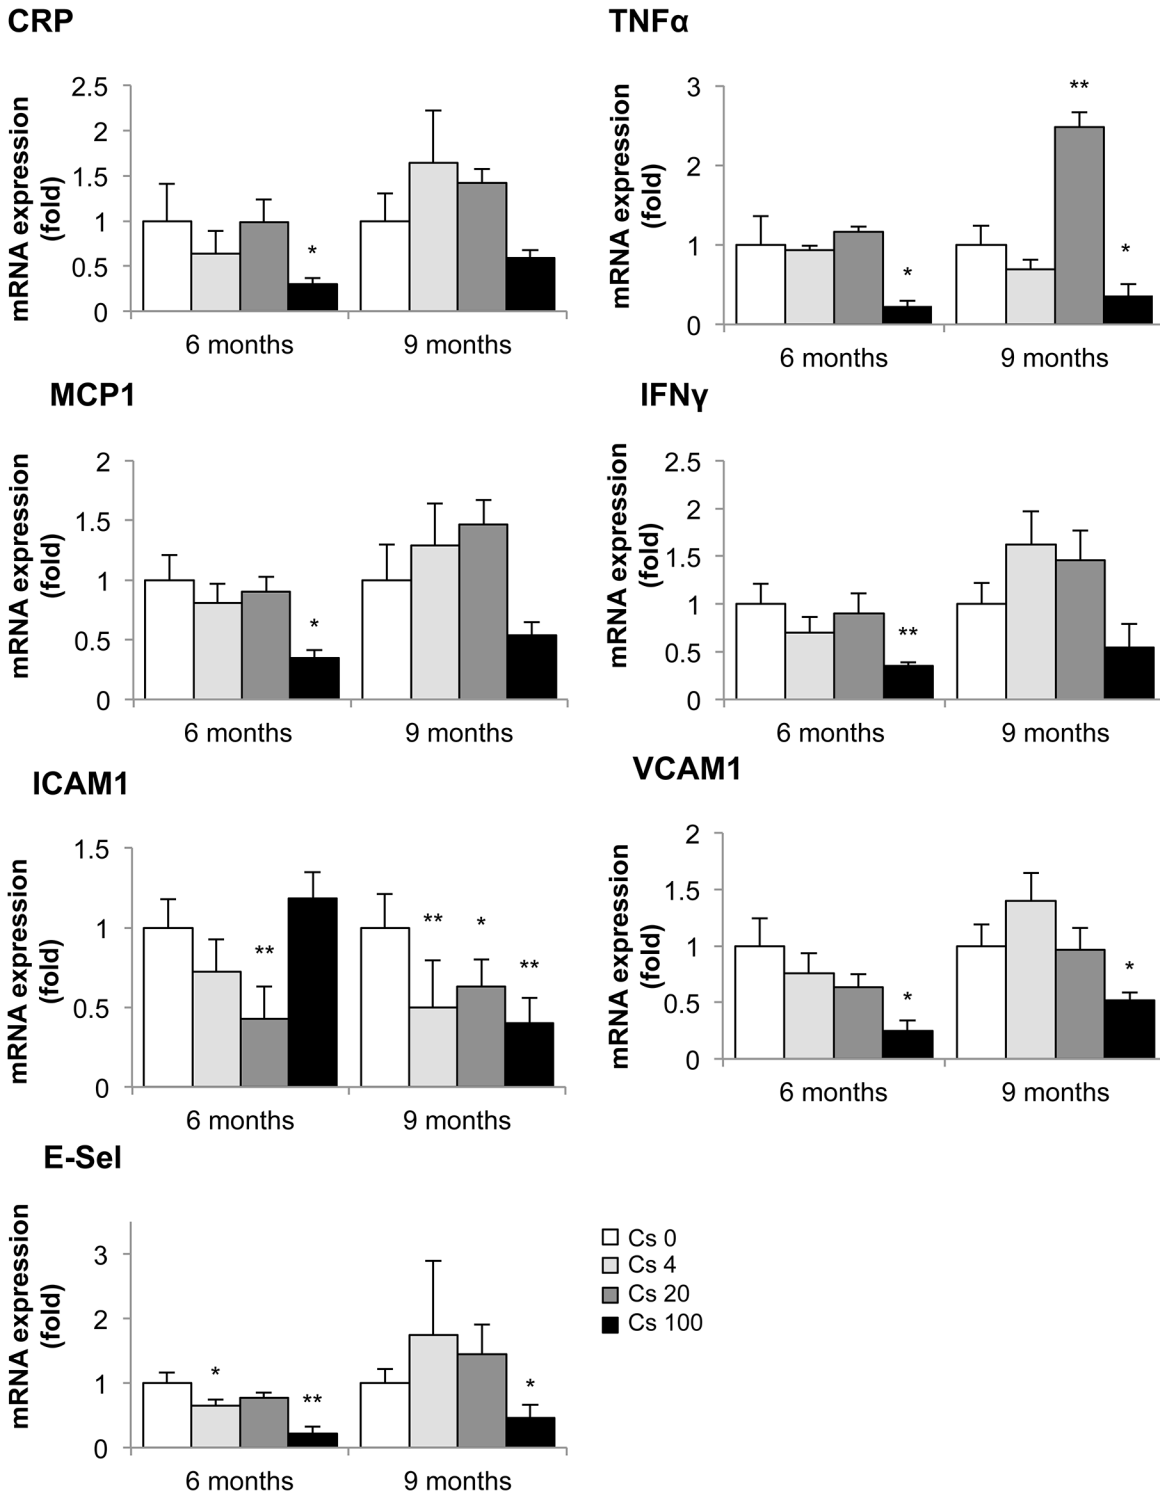 CRP
mRNA expression
(fold)
2.5
2
1.5
1
0.5
0
*
6 months
9 months
TNFα
mRNA expression
(fold)
3
2
1
0
*
**
*
6 months
9 months
MCP1
mRNA expression
(fold)
2
1.5
1
0.5
0
*
6 months
9 months
IFNγ
mRNA expression
(fold)
2.5
2
1.5
1
0.5
0
**
6 months
9 months
ICAM1
mRNA expression
(fold)
1.5
1
0.5
0
**
**
*
**
6 months
9 months
VCAM1
mRNA expression
(fold)
2
1.5
1
0.5
0
*
*
6 months
9 months
E-Sel
mRNA expression
(fold)
3
2
1
0
*
**
*
6 months
9 months
Cs 0
Cs 4
Cs 20
Cs 100